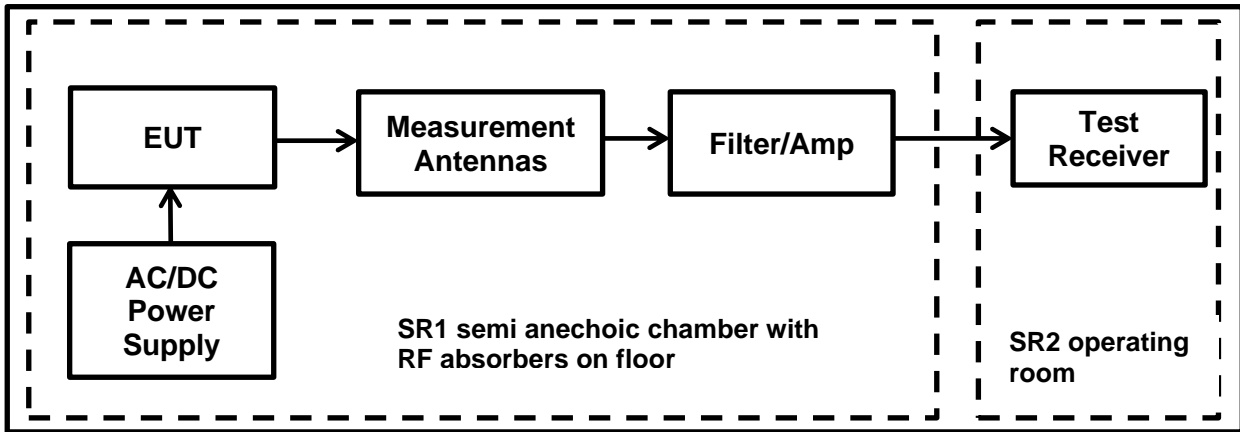 EUT
Measurement
Antennas
Filter/Amp
Test
Receiver
AC/DC
Power
Supply
SR1 semi anechoic chamber with
RF absorbers on floor
SR2 operating
room